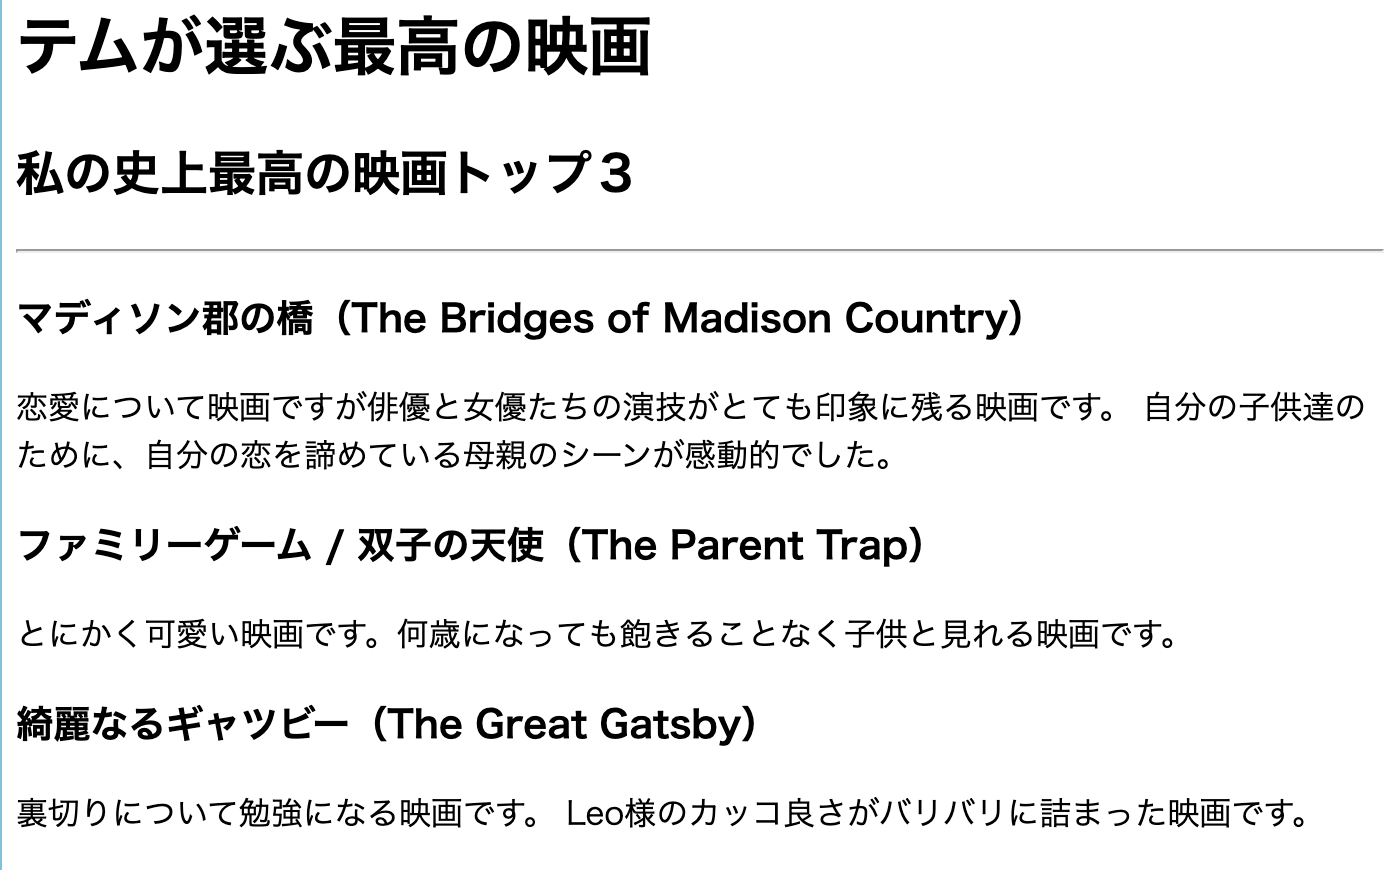 テムが選ぶ最高の映画
私の史上最高の映画トップ３
マディソン郡の橋（The Bridges of Madison Country）
恋愛について映画ですが俳優と女優たちの演技がとても印象に残る映画です。 自分の子供達の
ために、自分の恋を諦めている母親のシーンが感動的でした。
ファミリーゲーム / 双子の天使（The Parent Trap）
とにかく可愛い映画です。何歳になっても飽きることなく子供と見れる映画です。
綺麗なるギャツビー（The Great Gatsby）
裏切りについて勉強になる映画です。 Leo様のカッコ良さがバリバリに詰まった映画です。